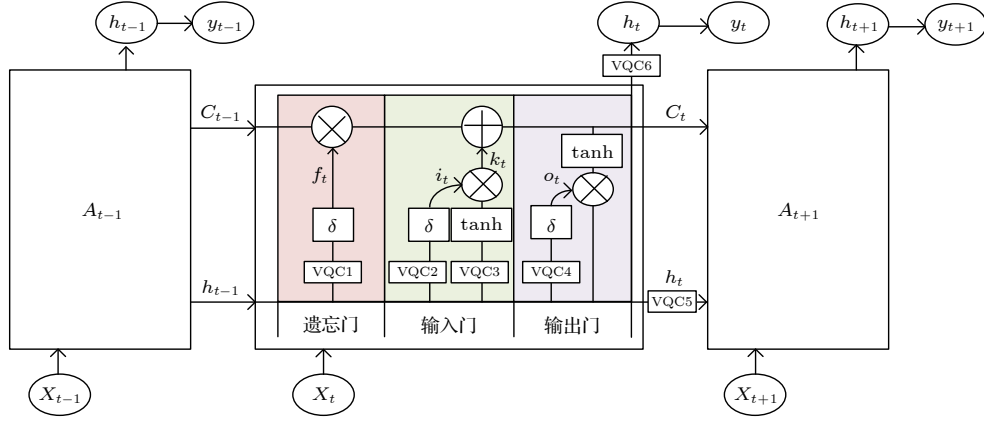 h_{t−1} y_{t−1} h_t y_t h_{t+1} y_{t+1}
VQC6
C_{t−1} C_t
tanh
f_t i_t k_t o_t
A_{t−1} A_{t+1}
δ δ tanh δ
VQC1 VQC2 VQC3 VQC4
h_{t−1} h_t
VQC5
遗忘门 输入门 输出门
X_{t−1} X_t X_{t+1}